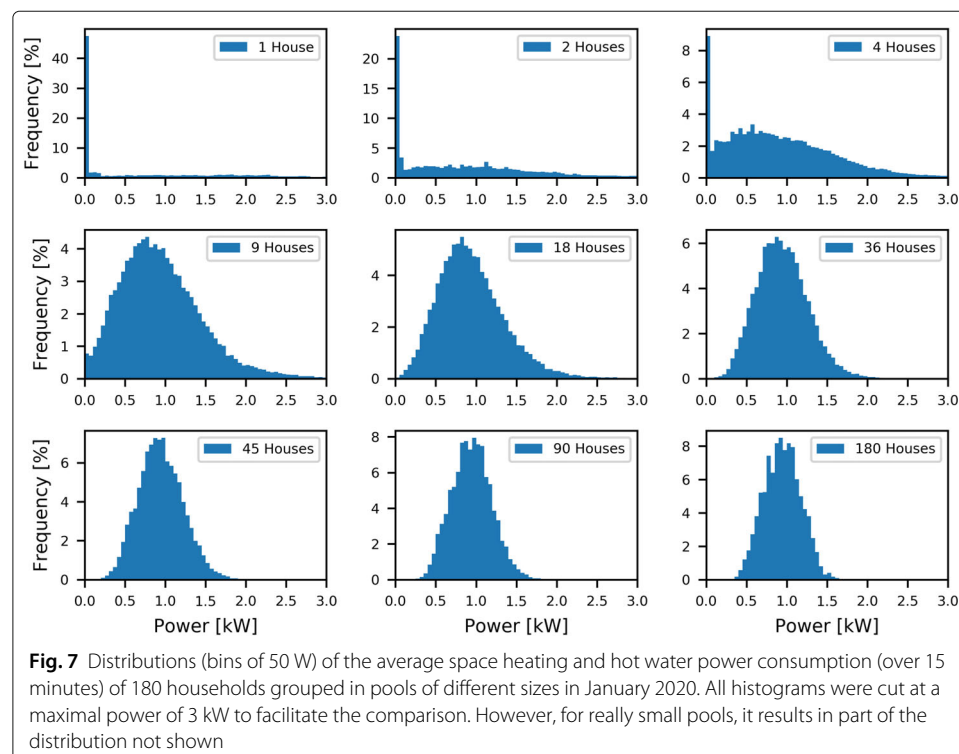 Frequency [%]
40
30
20
10
0
0.0 0.5 1.0 1.5 2.0 2.5 3.0
1 House
20
15
10
5
0
0.0 0.5 1.0 1.5 2.0 2.5 3.0
2 Houses
8
6
4
2
0
0.0 0.5 1.0 1.5 2.0 2.5 3.0
4 Houses
Frequency [%]
4
3
2
1
0
0.0 0.5 1.0 1.5 2.0 2.5 3.0
9 Houses
4
2
0
0.0 0.5 1.0 1.5 2.0 2.5 3.0
18 Houses
6
4
2
0
0.0 0.5 1.0 1.5 2.0 2.5 3.0
36 Houses
Frequency [%]
6
4
2
0
0.0 0.5 1.0 1.5 2.0 2.5 3.0
Power [kW]
45 Houses
8
6
4
2
0
0.0 0.5 1.0 1.5 2.0 2.5 3.0
Power [kW]
90 Houses
8
6
4
2
0
0.0 0.5 1.0 1.5 2.0 2.5 3.0
Power [kW]
180 Houses
Fig. 7 Distributions (bins of 50 W) of the average space heating and hot water power consumption (over 15
minutes) of 180 households grouped in pools of different sizes in January 2020. All histograms were cut at a
maximal power of 3 kW to facilitate the comparison. However, for really small pools, it results in part of the
distribution not shown